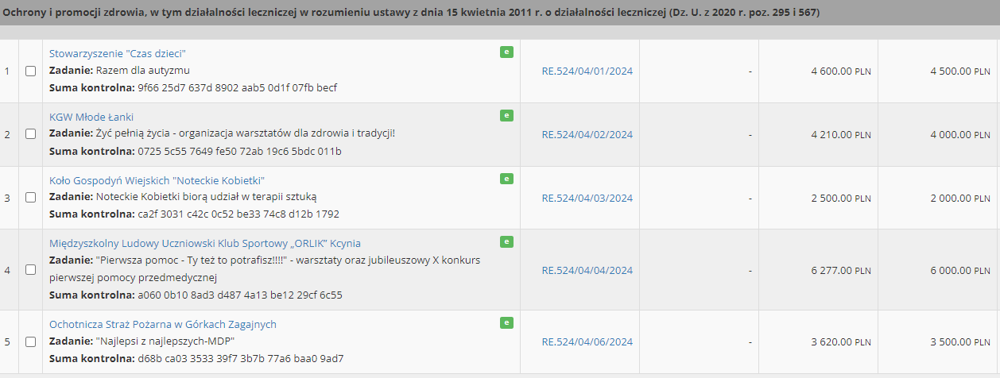 Ochrony i promocji zdrowia, w tym działalności leczniczej w rozumieniu ustawy z dnia 15 kwietnia 2011 r. o działalności leczniczej (Dz. U. z 2020 r. poz. 295 i 567)
Stowarzyszenie "Czas dzieci" e
1 Zadanie: Razem dla autyzmu RE.524/04/01/2024 - 4 600.00 PLN 4 500.00 PLN
Suma kontrolna: 9f66 25d7 637d 8902 aab5 0d1f 07fb becf
KGW Młode Łanki e
2 Zadanie: Żyć pełnią życia - organizacja warsztatów dla zdrowia i tradycji! RE.524/04/02/2024 - 4 210.00 PLN 4 000.00 PLN
Suma kontrolna: 0725 5c55 7649 fe50 72ab 19c6 5bdc 011b
Koło Gospodyń Wiejskich "Noteckie Kobietki" e
3 Zadanie: Noteckie Kobietki biorą udział w terapii sztuką RE.524/04/03/2024 - 2 500.00 PLN 2 000.00 PLN
Suma kontrolna: ca2f 3031 c42c 0c52 be33 74c8 d12b 1792
Międzyszkolny Ludowy Uczniowski Klub Sportowy „ORLIK” Kcynia e
Zadanie: "Pierwsza pomoc - Ty też to potrafisz!!!!" - warsztaty oraz jubileuszowy X konkurs
4 pierwszej pomocy przedmedycznej RE.524/04/04/2024 - 6 277.00 PLN 6 000.00 PLN
Suma kontrolna: a060 0b10 8ad3 d487 4a13 be12 29cf 6c55
Ochotnicza Straż Pożarna w Górkach Zagajnych e
5 Zadanie: "Najlepsi z najlepszych-MDP" RE.524/04/06/2024 - 3 620.00 PLN 3 500.00 PLN
Suma kontrolna: d68b ca03 3533 39f7 3b7b 77a6 baa0 9ad7